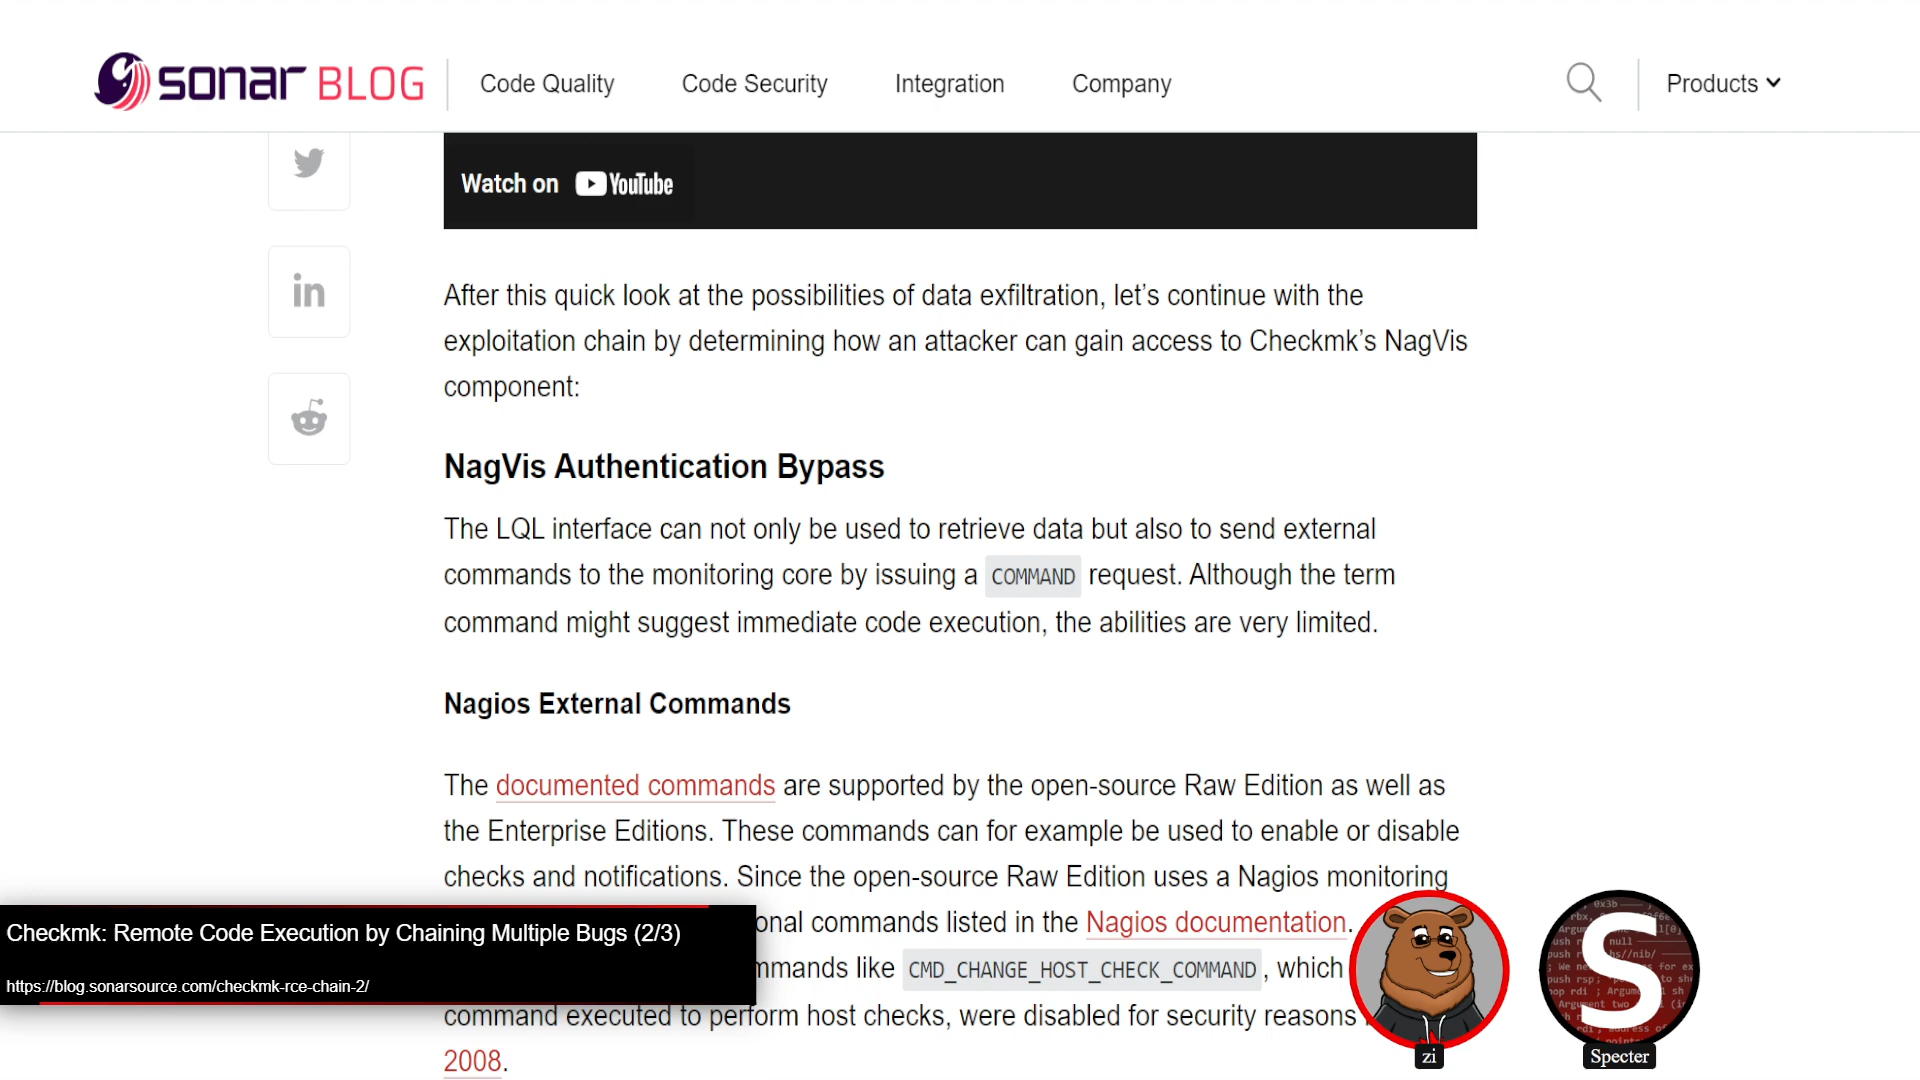 sonar BLOG
Code Quality
Code Security
Integration
Company
Products
Watch on YouTube
in
After this quick look at the possibilities of data exfiltration, let’s continue with the
exploitation chain by determining how an attacker can gain access to Checkmk’s NagVis
component:
NagVis Authentication Bypass
The LQL interface can not only be used to retrieve data but also to send external
commands to the monitoring core by issuing a COMMAND request. Although the term
command might suggest immediate code execution, the abilities are very limited.
Nagios External Commands
The documented commands are supported by the open-source Raw Edition as well as
the Enterprise Editions. These commands can for example be used to enable or disable
checks and notifications. Since the open-source Raw Edition uses a Nagios monitoring
commands listed in the Nagios documentation.
like CMD_CHANGE_HOST_CHECK_COMMAND, which
command executed to perform host checks, were disabled for security reasons
2008.
Checkmk: Remote Code Execution by Chaining Multiple Bugs (2/3)
https://blog.sonarsource.com/checkmk-rce-chain-2/
zi
S
Specter